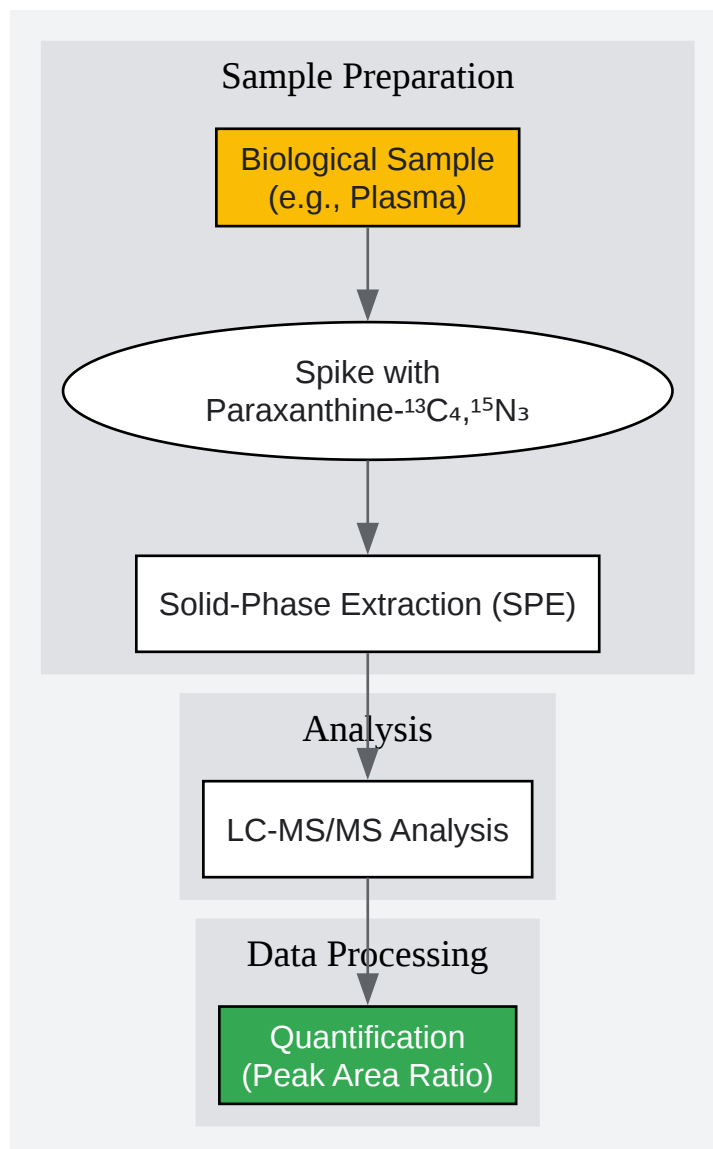 Sample Preparation
Biological Sample
(e.g., Plasma)
Spike with
Paraxanthine-¹³C₄,¹⁵N₃
Solid-Phase Extraction (SPE)
Analysis
LC-MS/MS Analysis
Data Processing
Quantification
(Peak Area Ratio)